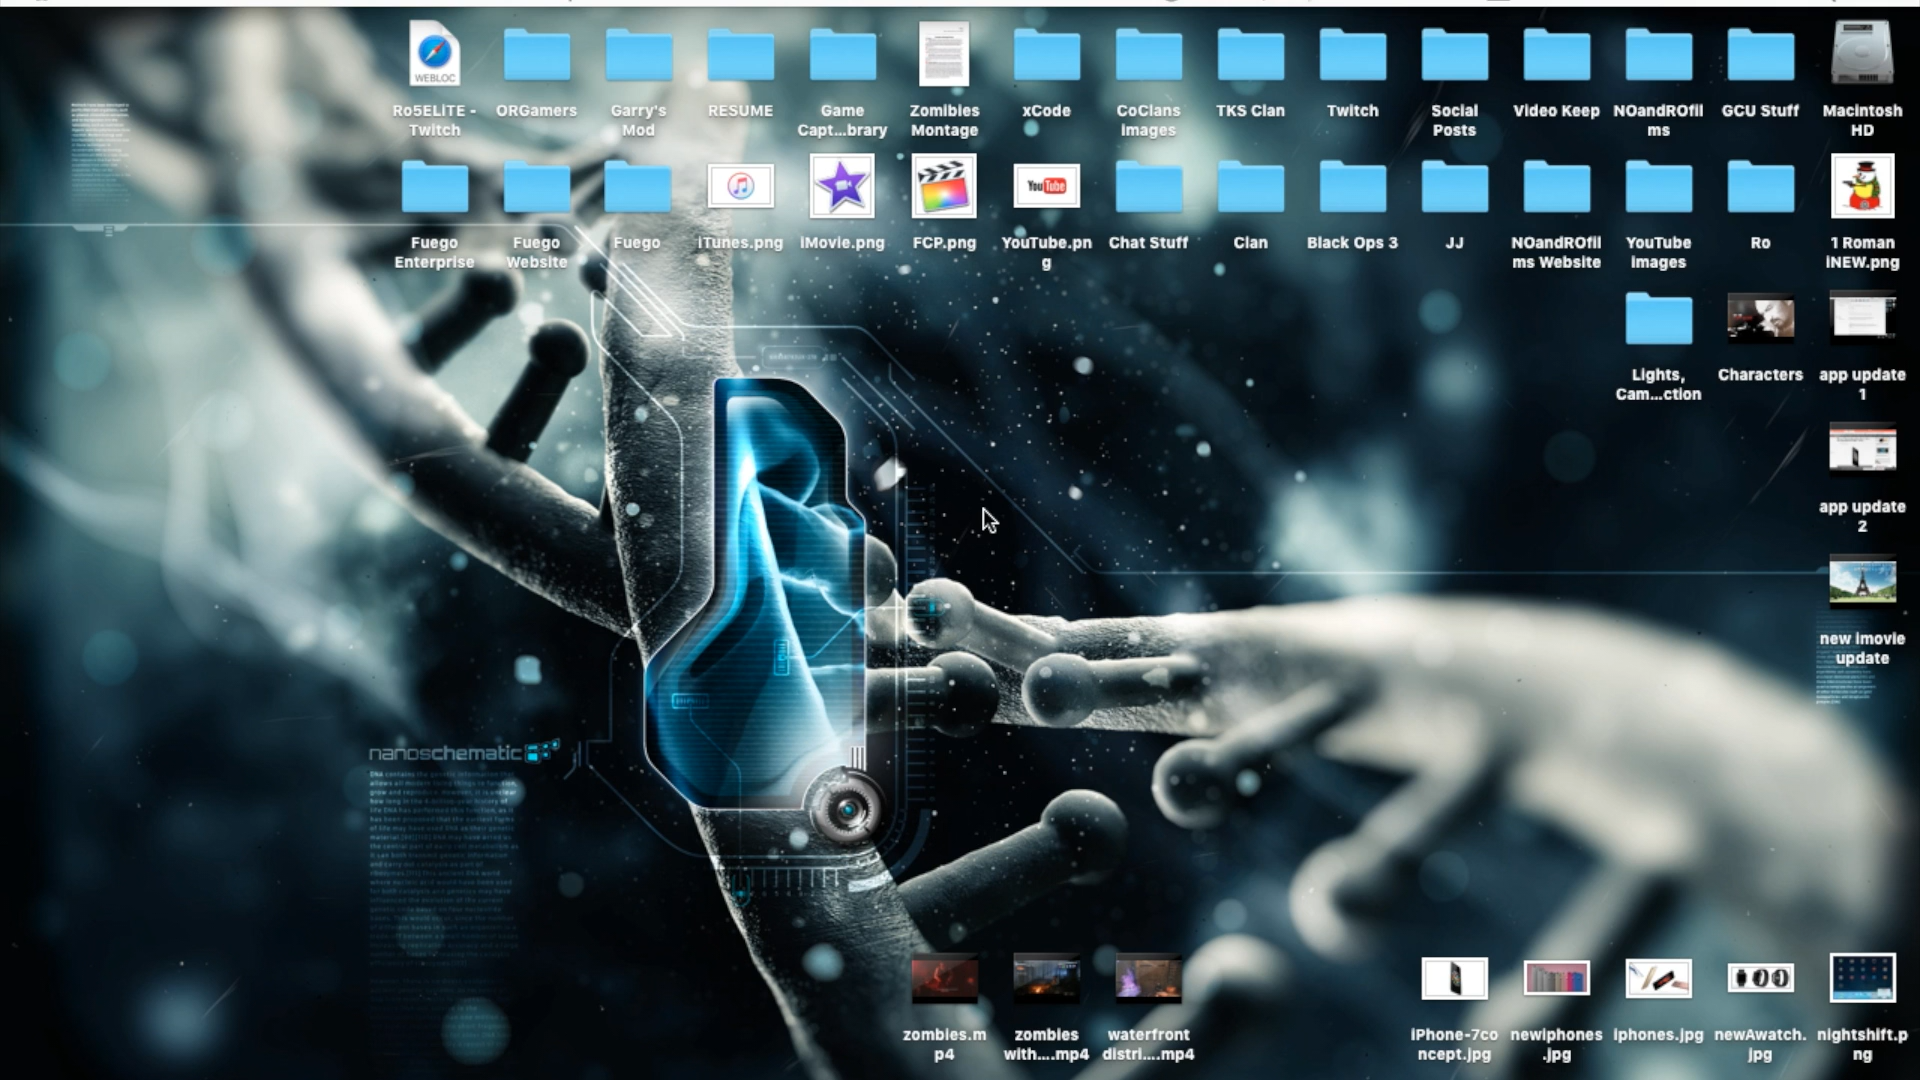 WEBLOC
Ro5ELiTE -
Twitch
ORGamers
Garry's
Mod
RESUME
Game
Capt...brary
Zomibies
Montage
xCode
CoClans
images
TKS Clan
Twitch
Social
Posts
Video Keep
NOandROfil
ms
GCU Stuff
Macintosh
HD
Fuego
Enterprise
Fuego
Website
Fuego
iTunes.png
iMovie.png
FCP.png
You Tube
YouTube.pn
g
Chat Stuff
Clan
Black Ops 3
JJ
NOandROfil
ms Website
YouTube
images
Ro
1 Roman
iNEW.png
Lights,
Cam...ction
Characters
app update
1
app update
2
new imovie
update
nanoschematic
zombies.m
p4
zombies
with....mp4
waterfront
distri....mp4
iPhone-7co
ncept.jpg
newiphones
.jpg
iphones.jpg
newAwatch.
jpg
nightshift.p
ng